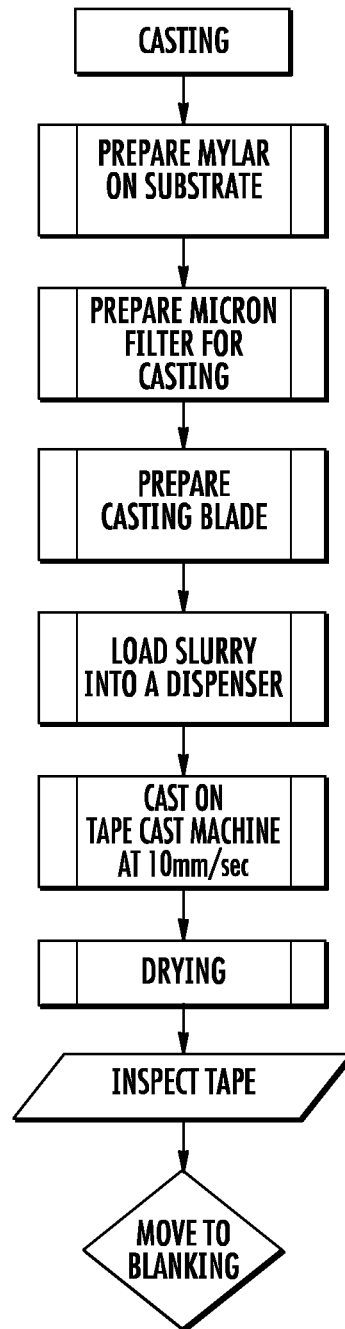 CASTING
PREPARE MYLAR
ON SUBSTRATE
PREPARE MICRON
FILTER FOR
CASTING
PREPARE
CASTING BLADE
LOAD SLURRY
INTO A DISPENSER
CAST ON
TAPE CAST MACHINE
AT 10mm/sec
DRYING
INSPECT TAPE
MOVE TO
BLANKING